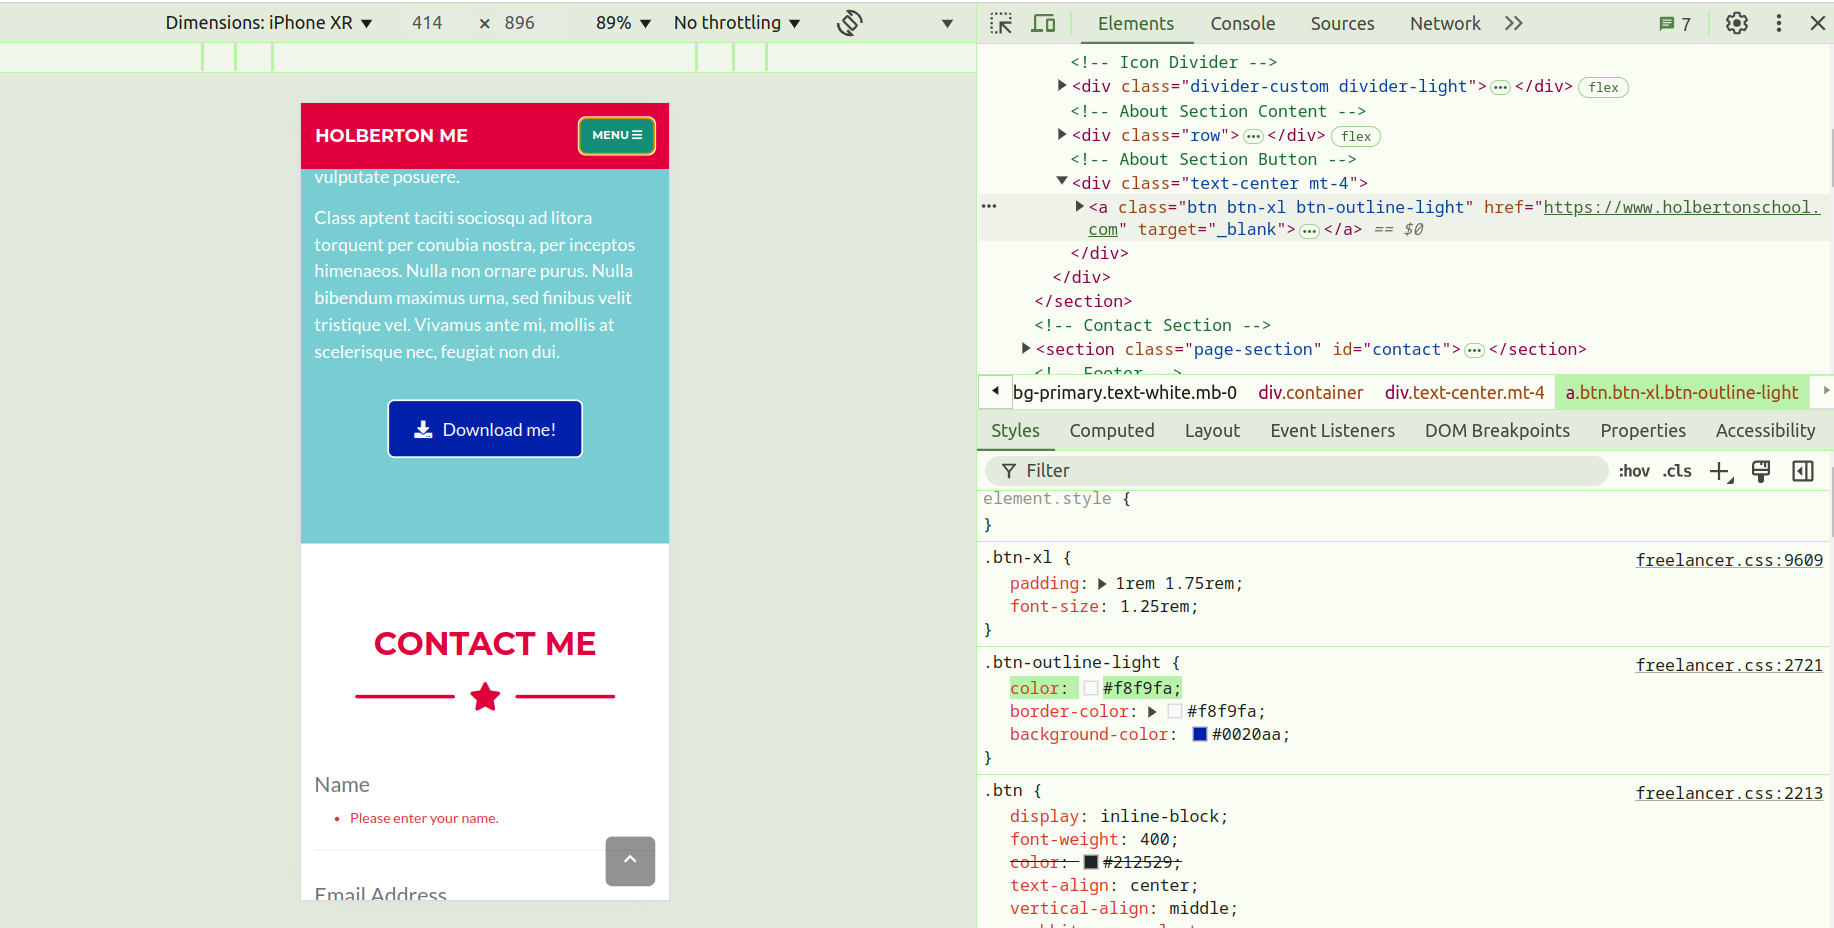 Dimensions: iPhone XR ▼ 414 × 896 89% ▼ No throttling ▼
HOLBERTON ME
MENU
vulputate posuere.
Class aptent taciti sociosqu ad litora
torquent per conubia nostra, per inceptos
himenaeos. Nulla non ornare purus. Nulla
bibendum maximus urna, sed finibus velit
tristique vel. Vivamus ante mi, mollis at
scelerisque nec, feugiat non dui.
Download me!
CONTACT ME
Name
• Please enter your name.
Email Address
Elements Console Sources Network 7
<!-- Icon Divider -->
<div class="divider-custom divider-light">…</div> flex
<!-- About Section Content -->
<div class="row">…</div> flex
<!-- About Section Button -->
<div class="text-center mt-4">
<a class="btn btn-xl btn-outline-light" href="https://www.holbertonschool.
com" target="_blank">…</a> == $0
</div>
</div>
</section>
<!-- Contact Section -->
<section class="page-section" id="contact">…</section>
<!-- Footer -->
bg-primary.text-white.mb-0 div.container div.text-center.mt-4 a.btn.btn-xl.btn-outline-light
Styles Computed Layout Event Listeners DOM Breakpoints Properties Accessibility
Filter :hov .cls
element.style {
}
.btn-xl { freelancer.css:9609
padding: 1rem 1.75rem;
font-size: 1.25rem;
}
.btn-outline-light { freelancer.css:2721
color: #f8f9fa;
border-color: #f8f9fa;
background-color: #0020aa;
}
.btn { freelancer.css:2213
display: inline-block;
font-weight: 400;
color: #212529;
text-align: center;
vertical-align: middle;